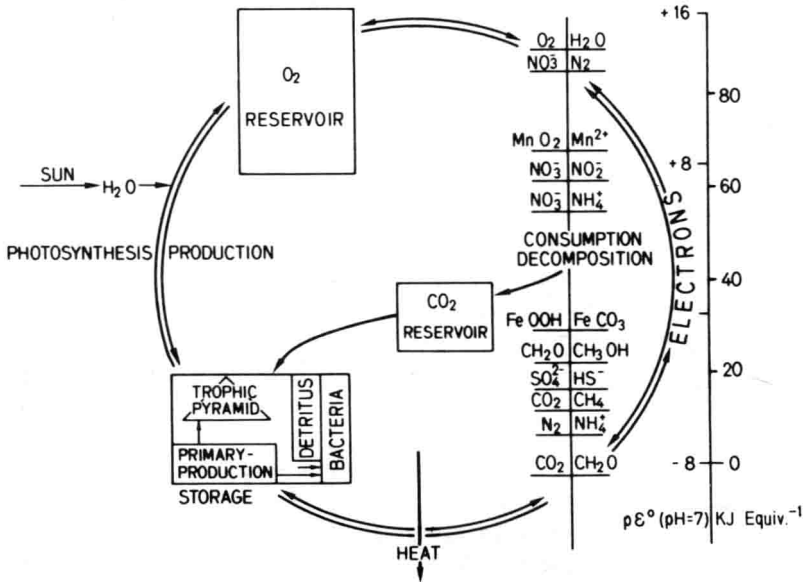 +16
O₂ | H₂O
NO₃⁻ | N₂
O₂
RESERVOIR
80
MnO₂ | Mn²⁺
+8
NO₃⁻ | NO₂⁻
60
SUN
H₂O
NO₃⁻ | NH₄⁺
ELECTRONS
PHOTOSYNTHESIS PRODUCTION
CONSUMPTION
DECOMPOSITION
40
CO₂
RESERVOIR
FeOOH | FeCO₃
CH₂O | CH₃OH
20
TROPHIC
PYRAMID
DETRITUS
BACTERIA
SO₄²⁻ | HS⁻
CO₂ | CH₄
N₂ | NH₄⁺
PRIMARY-
PRODUCTION
CO₂ | CH₂O
-8
0
STORAGE
pε° (pH=7) KJ Equiv.⁻¹
HEAT